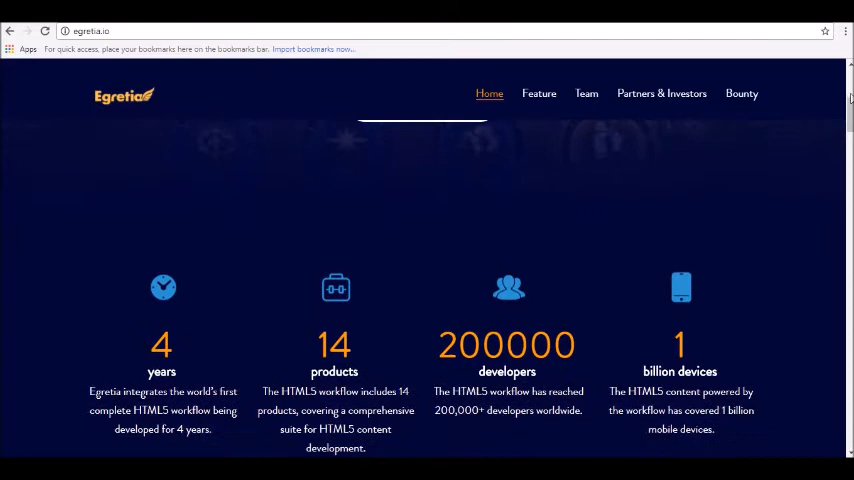 egretia.io
Apps For quick access, place your bookmarks here on the bookmarks bar. Import bookmarks now...
Egretia Home Feature Team Partners & Investors Bounty
4 14 200000 1
years products developers billion devices
Egretia integrates the world's first
complete HTML5 workflow being
developed for 4 years.
The HTML5 workflow includes 14
products, covering a comprehensive
suite for HTML5 content
development.
The HTML5 workflow has reached
200,000+ developers worldwide.
The HTML5 content powered by
the workflow has covered 1 billion
mobile devices.